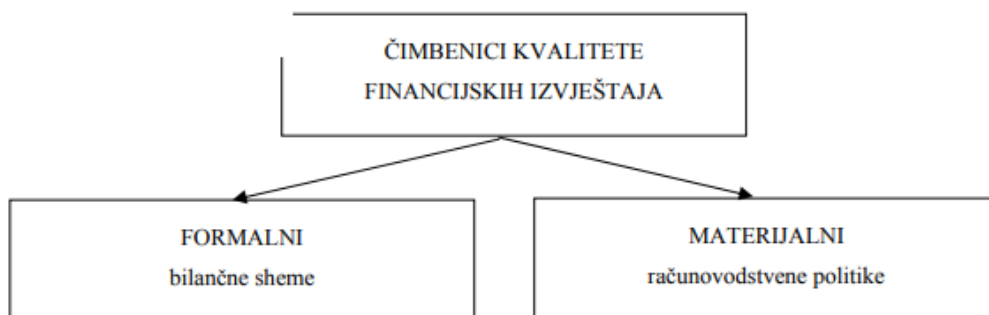 ČIMBENICI KVALITETE
FINANCIJSKIH IZVJEŠTAJA
FORMALNI
bilančne sheme
MATERIJALNI
računovodstvene politike